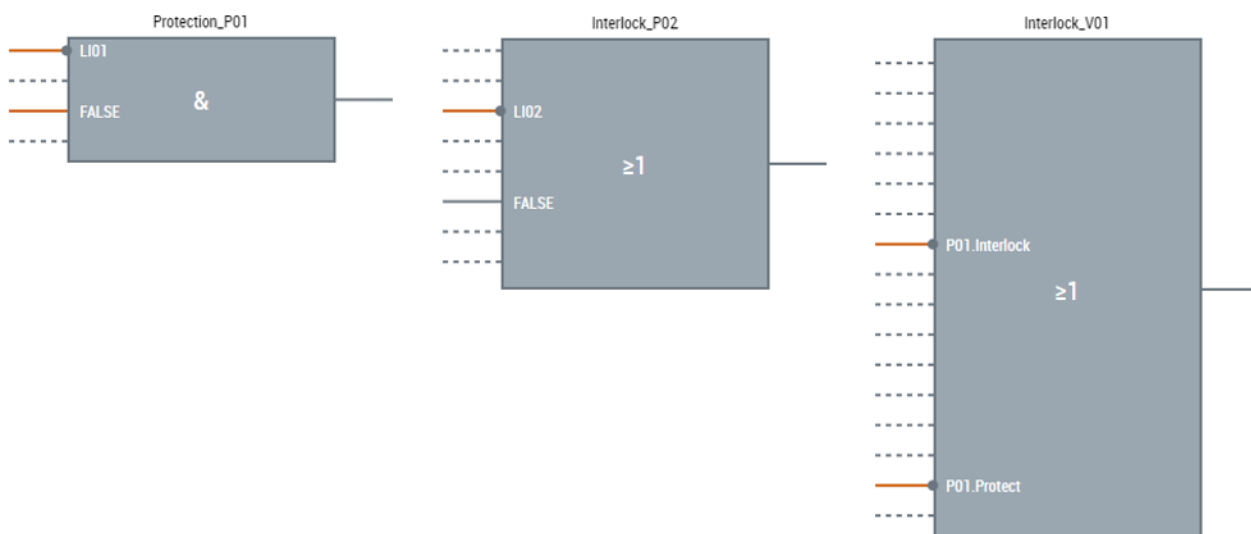 Protection_P01
LI01
&
FALSE
Interlock_P02
LI02
≥1
FALSE
Interlock_V01
P01.Interlock
≥1
P01.Protect